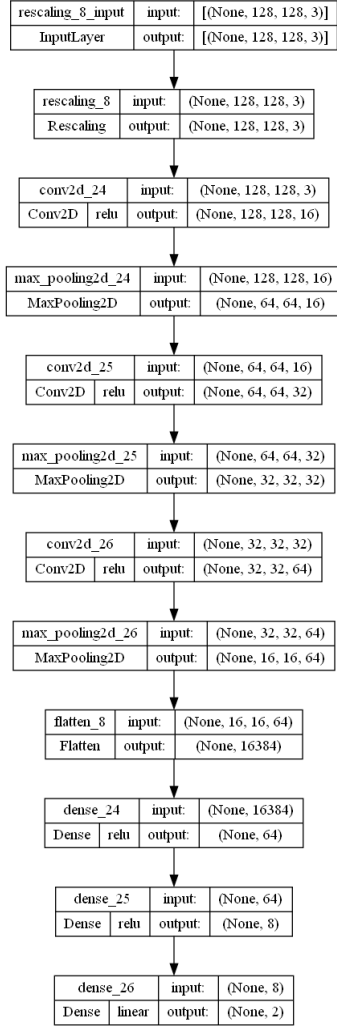 rescaling_8_input input: [(None, 128, 128, 3)]
InputLayer output: [(None, 128, 128, 3)]
rescaling_8 input: (None, 128, 128, 3)
Rescaling output: (None, 128, 128, 3)
conv2d_24 input: (None, 128, 128, 3)
Conv2D relu output: (None, 128, 128, 16)
max_pooling2d_24 input: (None, 128, 128, 16)
MaxPooling2D output: (None, 64, 64, 16)
conv2d_25 input: (None, 64, 64, 16)
Conv2D relu output: (None, 64, 64, 32)
max_pooling2d_25 input: (None, 64, 64, 32)
MaxPooling2D output: (None, 32, 32, 32)
conv2d_26 input: (None, 32, 32, 32)
Conv2D relu output: (None, 32, 32, 64)
max_pooling2d_26 input: (None, 32, 32, 64)
MaxPooling2D output: (None, 16, 16, 64)
flatten_8 input: (None, 16, 16, 64)
Flatten output: (None, 16384)
dense_24 input: (None, 16384)
Dense relu output: (None, 64)
dense_25 input: (None, 64)
Dense relu output: (None, 8)
dense_26 input: (None, 8)
Dense linear output: (None, 2)